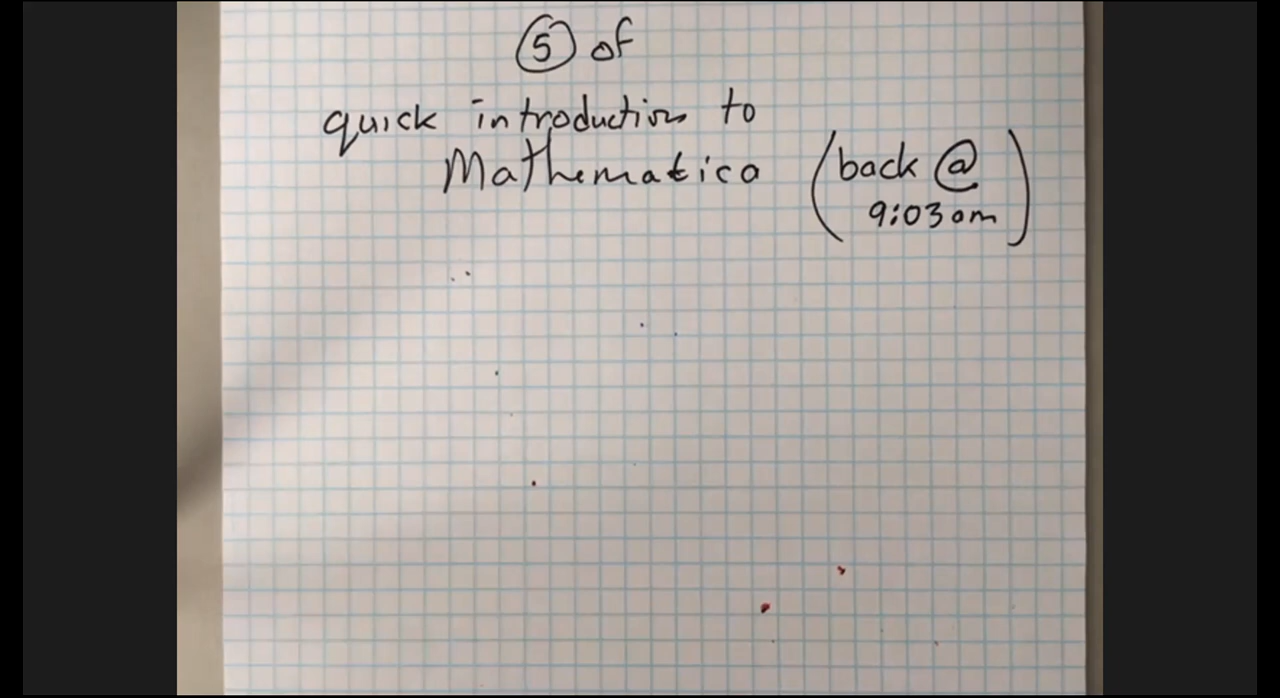 5 of
quick introduction to
Mathematica
(back @
9:03am)